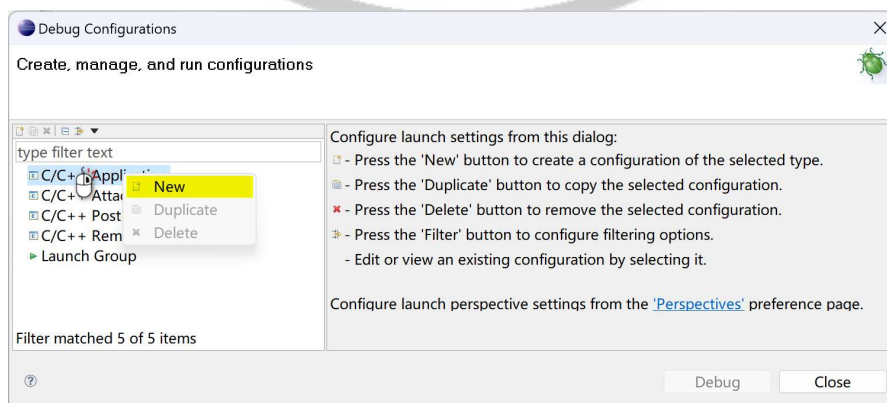 Debug Configurations
Create, manage, and run configurations
type filter text
C/C++ Application
C/C++ Atta
C/C++ Post
C/C++ Rem
Launch Group
New
Duplicate
Delete
Filter matched 5 of 5 items
Configure launch settings from this dialog:
- Press the 'New' button to create a configuration of the selected type.
- Press the 'Duplicate' button to copy the selected configuration.
- Press the 'Delete' button to remove the selected configuration.
- Press the 'Filter' button to configure filtering options.
- Edit or view an existing configuration by selecting it.
Configure launch perspective settings from the 'Perspectives' preference page.
Debug
Close